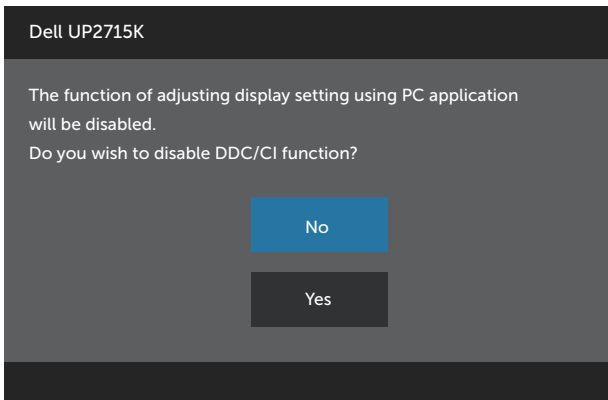 Dell UP2715K
The function of adjusting display setting using PC application
will be disabled.
Do you wish to disable DDC/CI function?
No
Yes